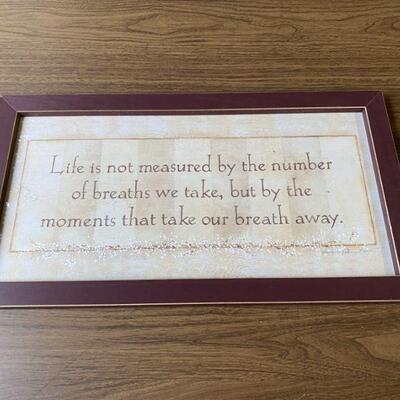 Life is not measured by the number
of breaths we take, but by the
moments that take our breath away.